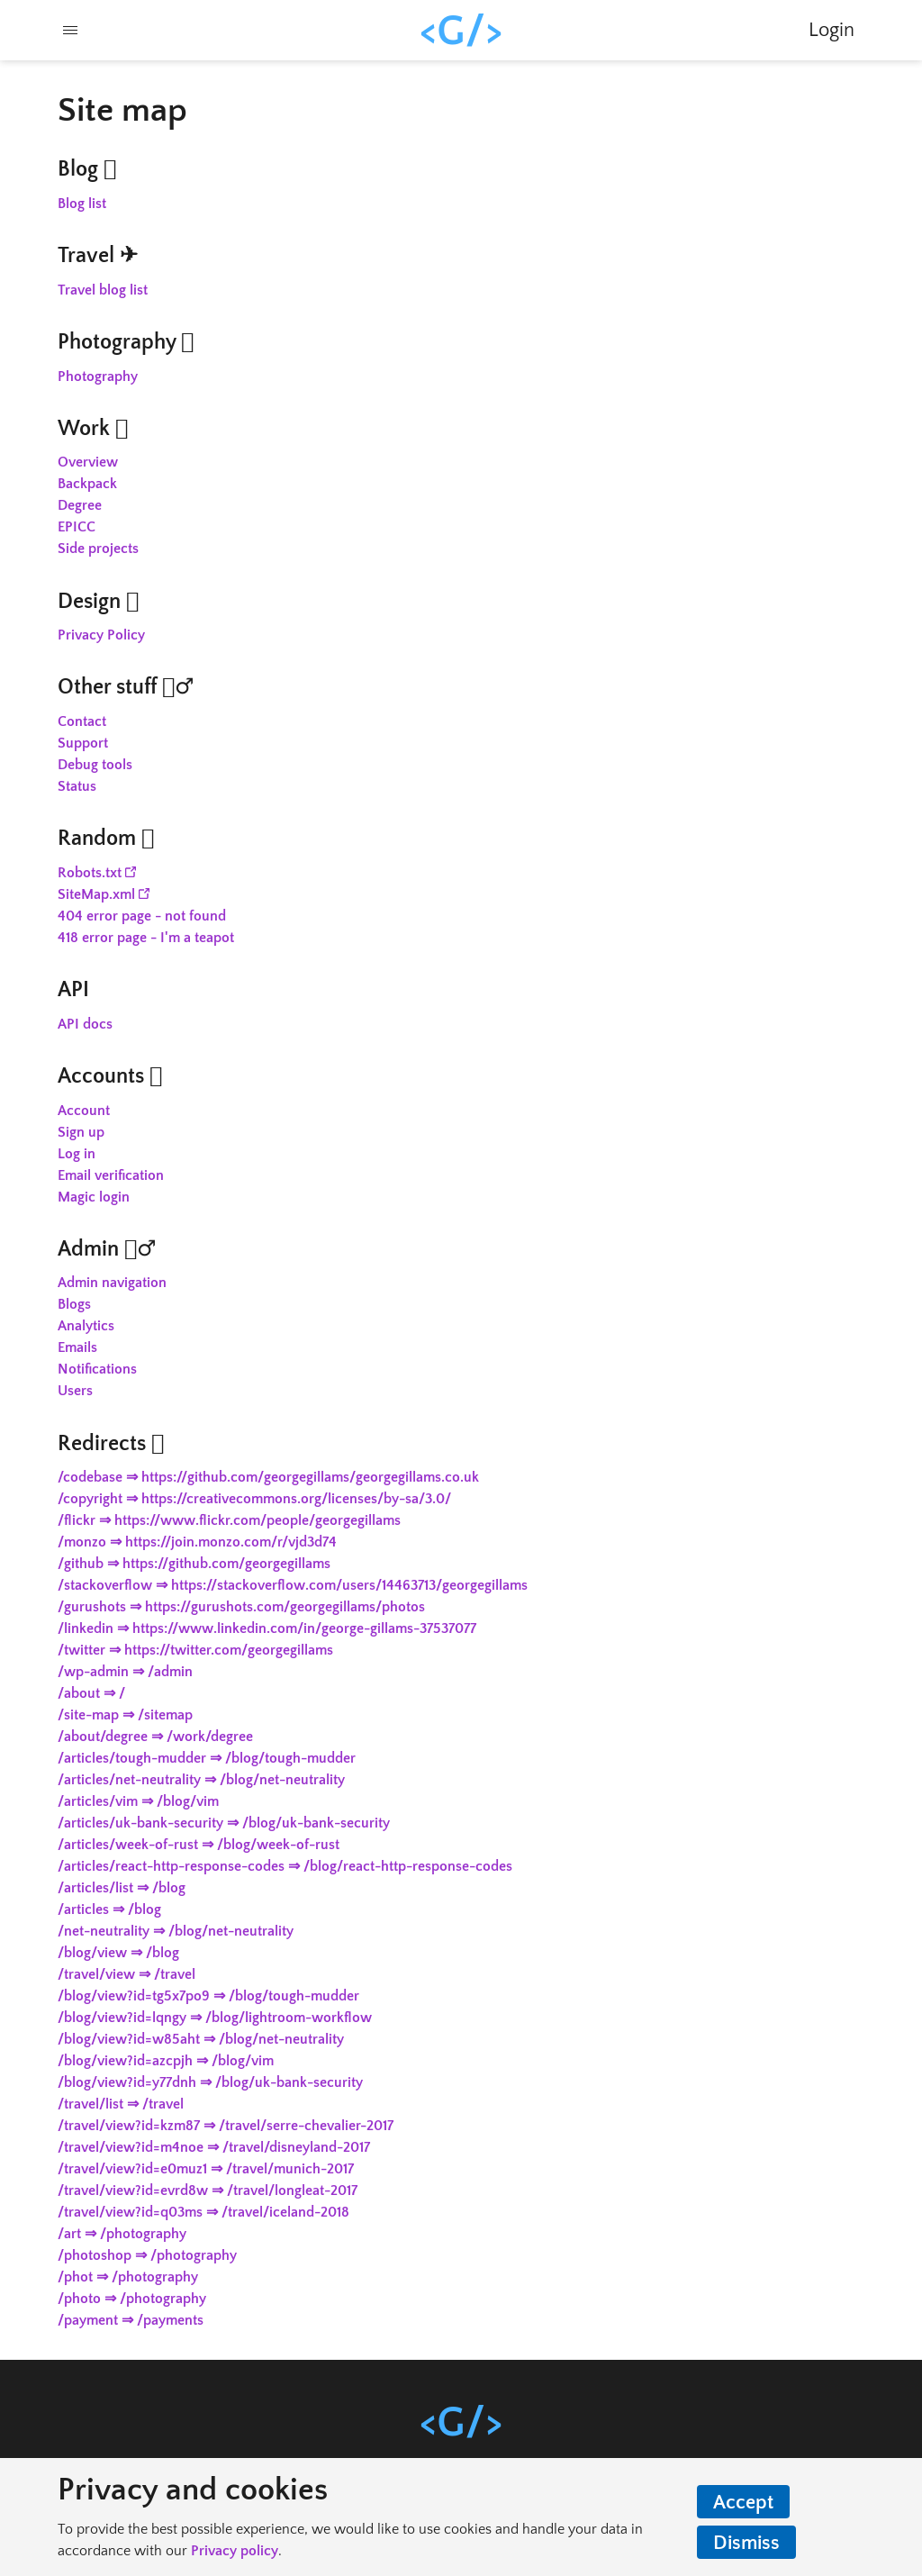 <G/>
Login
Site map
Blog
Blog list
Travel ✈
Travel blog list
Photography
Photography
Work
Overview
Backpack
Degree
EPICC
Side projects
Design
Privacy Policy
Other stuff ♂
Contact
Support
Debug tools
Status
Random
Robots.txt
SiteMap.xml
404 error page - not found
418 error page - I'm a teapot
API
API docs
Accounts
Account
Sign up
Log in
Email verification
Magic login
Admin ♂
Admin navigation
Blogs
Analytics
Emails
Notifications
Users
Redirects
/codebase ⇒ https://github.com/georgegillams/georgegillams.co.uk
/copyright ⇒ https://creativecommons.org/licenses/by-sa/3.0/
/flickr ⇒ https://www.flickr.com/people/georgegillams
/monzo ⇒ https://join.monzo.com/r/vjd3d74
/github ⇒ https://github.com/georgegillams
/stackoverflow ⇒ https://stackoverflow.com/users/14463713/georgegillams
/gurushots ⇒ https://gurushots.com/georgegillams/photos
/linkedin ⇒ https://www.linkedin.com/in/george-gillams-37537077
/twitter ⇒ https://twitter.com/georgegillams
/wp-admin ⇒ /admin
/about ⇒ /
/site-map ⇒ /sitemap
/about/degree ⇒ /work/degree
/articles/tough-mudder ⇒ /blog/tough-mudder
/articles/net-neutrality ⇒ /blog/net-neutrality
/articles/vim ⇒ /blog/vim
/articles/uk-bank-security ⇒ /blog/uk-bank-security
/articles/week-of-rust ⇒ /blog/week-of-rust
/articles/react-http-response-codes ⇒ /blog/react-http-response-codes
/articles/list ⇒ /blog
/articles ⇒ /blog
/net-neutrality ⇒ /blog/net-neutrality
/blog/view ⇒ /blog
/travel/view ⇒ /travel
/blog/view?id=tg5x7po9 ⇒ /blog/tough-mudder
/blog/view?id=lqngy ⇒ /blog/lightroom-workflow
/blog/view?id=w85aht ⇒ /blog/net-neutrality
/blog/view?id=azcpjh ⇒ /blog/vim
/blog/view?id=y77dnh ⇒ /blog/uk-bank-security
/travel/list ⇒ /travel
/travel/view?id=kzm87 ⇒ /travel/serre-chevalier-2017
/travel/view?id=m4noe ⇒ /travel/disneyland-2017
/travel/view?id=e0muz1 ⇒ /travel/munich-2017
/travel/view?id=evrd8w ⇒ /travel/longleat-2017
/travel/view?id=q03ms ⇒ /travel/iceland-2018
/art ⇒ /photography
/photoshop ⇒ /photography
/phot ⇒ /photography
/photo ⇒ /photography
/payment ⇒ /payments
<G/>
Privacy and cookies
To provide the best possible experience, we would like to use cookies and handle your data in
accordance with our Privacy policy.
Accept
Dismiss